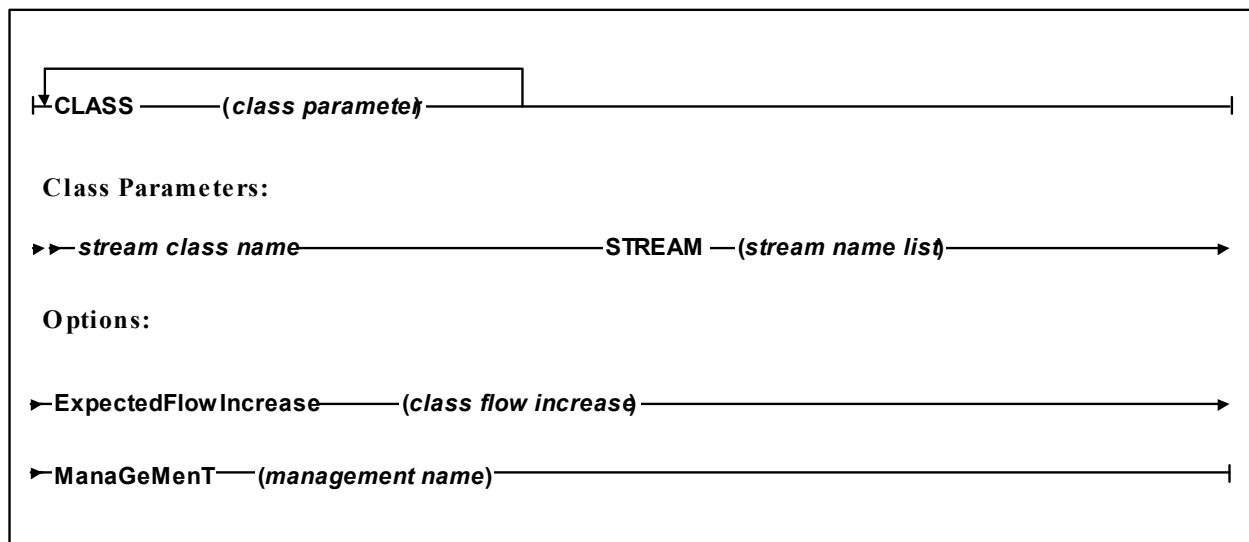 CLASS (class parameter)
Class Parameters:
stream class name STREAM (stream name list)
Options:
ExpectedFlowIncrease (class flow increase)
ManaGeMenT (management name)